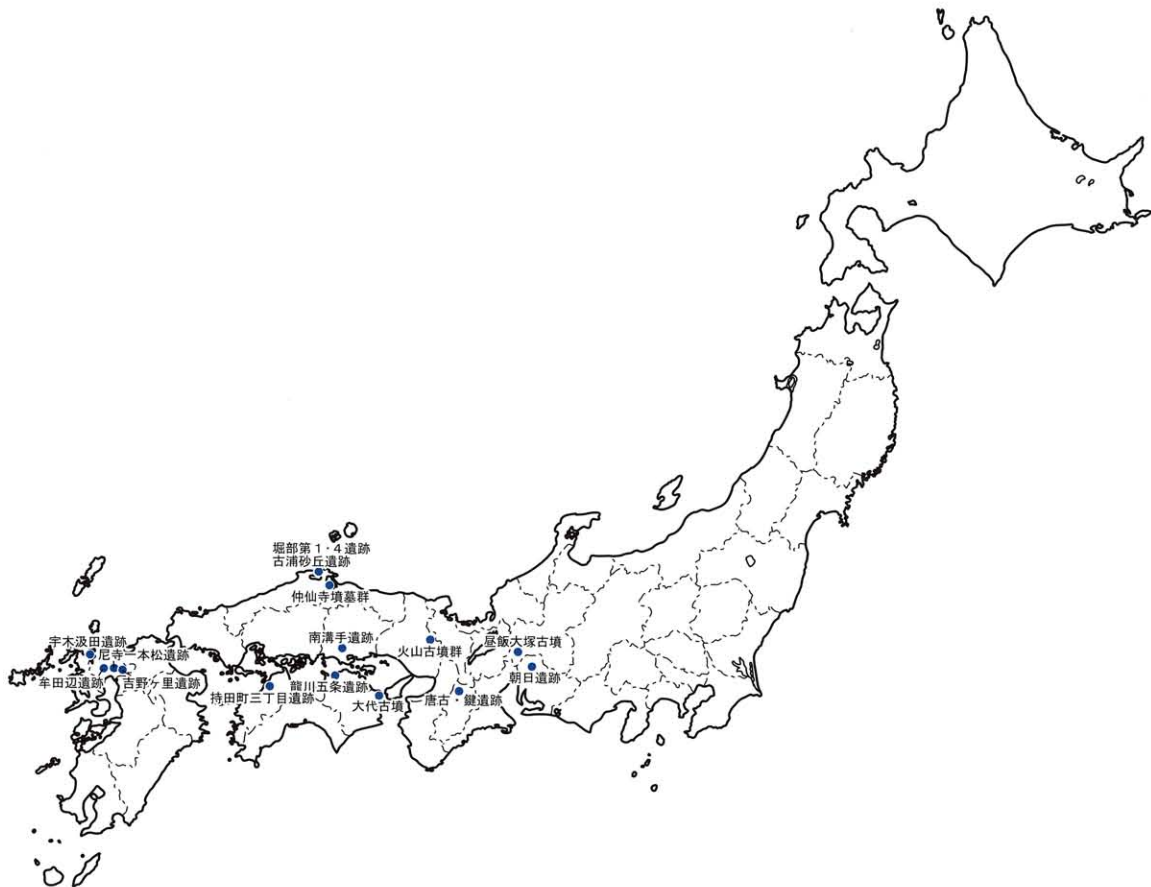 堀部第１・４遺跡
古浦砂丘遺跡
仲仙寺墳墓群
宇木汲田遺跡
尼寺一本松遺跡
牟田辺遺跡
吉野ヶ里遺跡
南溝手遺跡
火山古墳群
昼飯大塚古墳
朝日遺跡
持田町三丁目遺跡
龍川五条遺跡
大代古墳
唐古・鍵遺跡